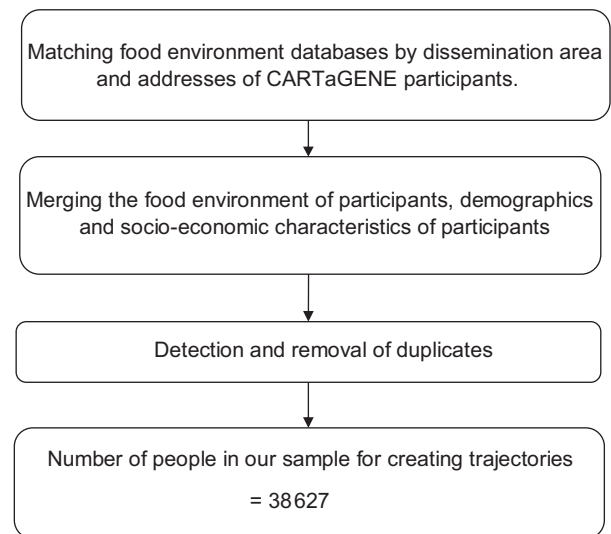 Matching food environment databases by dissemination area
and addresses of CARTaGENE participants.
Merging the food environment of participants, demographics
and socio-economic characteristics of participants
Detection and removal of duplicates
Number of people in our sample for creating trajectories
= 38 627